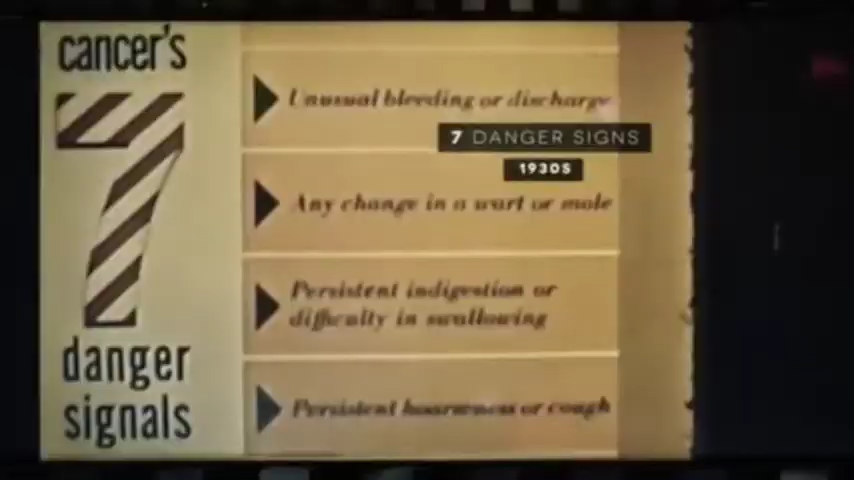 cancer's
7
danger
signals
Unusual bleeding or discharge
7 DANGER SIGNS
1930S
Any change in a wart or mole
Persistent indigestion or
difficulty in swallowing
Persistent hoarseness or cough